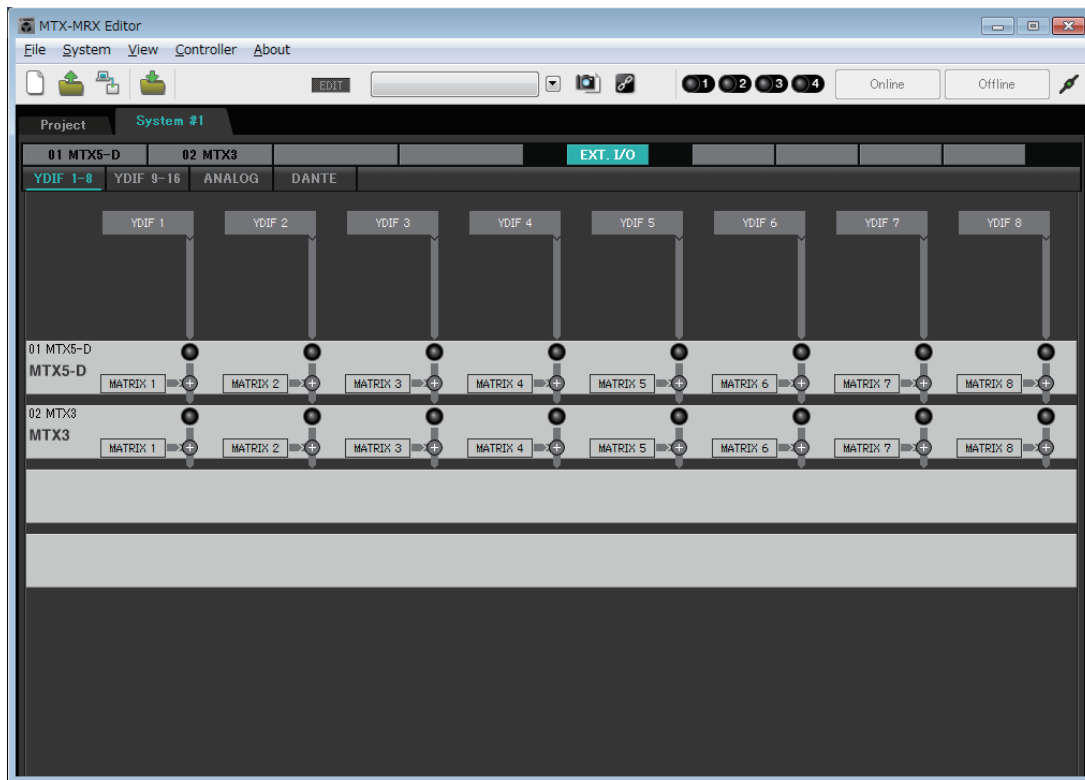 MTX-MRX Editor
File System View Controller About
EDIT 1 2 3 4 Online Offline
Project System #1
01 MTX5-D 02 MTX3 EXT. I/O
YDIF 1-8 YDIF 9-16 ANALOG DANTE
YDIF 1 YDIF 2 YDIF 3 YDIF 4 YDIF 5 YDIF 6 YDIF 7 YDIF 8
01 MTX5-D
MTX5-D
MATRIX 1 MATRIX 2 MATRIX 3 MATRIX 4 MATRIX 5 MATRIX 6 MATRIX 7 MATRIX 8
02 MTX3
MTX3
MATRIX 1 MATRIX 2 MATRIX 3 MATRIX 4 MATRIX 5 MATRIX 6 MATRIX 7 MATRIX 8